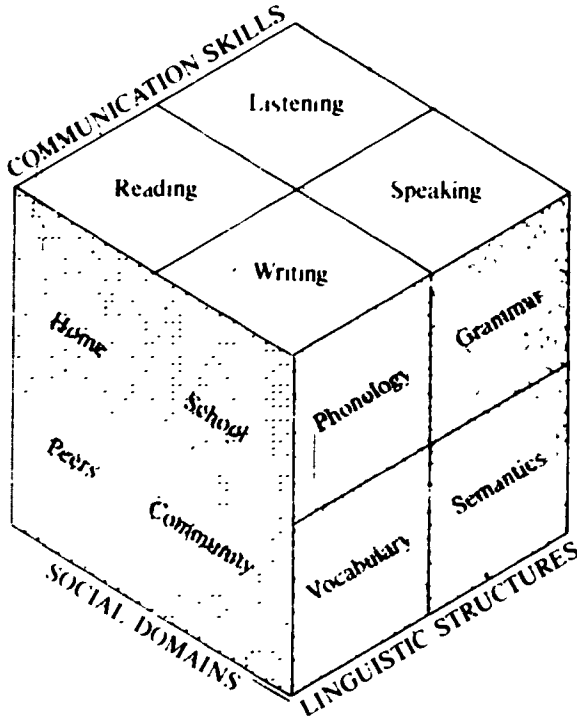 COMMUNICATION SKILLS
Listening
Reading
Speaking
Writing
Home
School
Peers
Community
SOCIAL DOMAINS
Phonology
Grammar
Vocabulary
Semantics
LINGUISTIC STRUCTURES